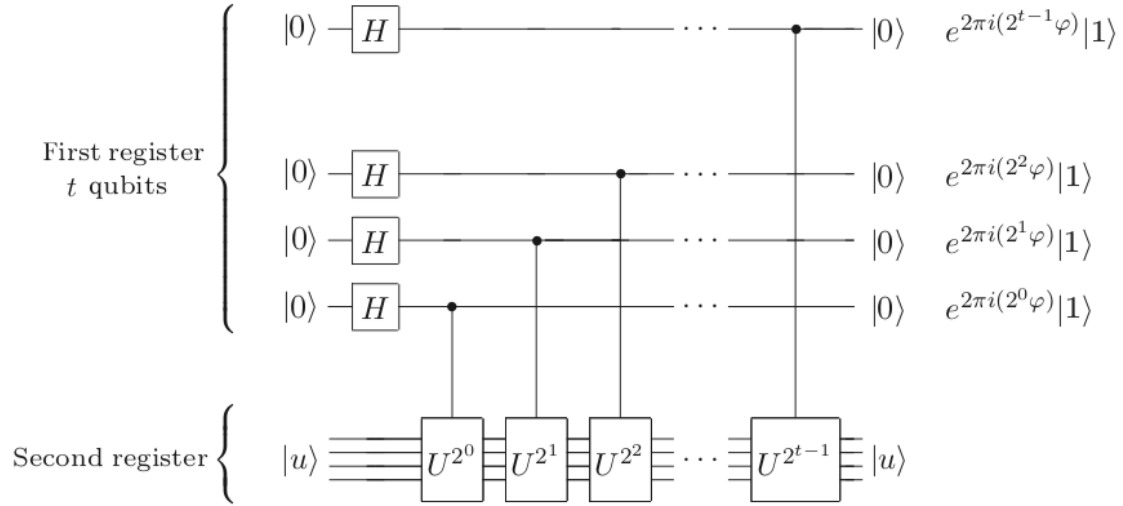 |0⟩ H ··· |0⟩ e^{2πi(2^{t−1}φ)}|1⟩
First register
t qubits
|0⟩ H ··· |0⟩ e^{2πi(2^2φ)}|1⟩
|0⟩ H ··· |0⟩ e^{2πi(2^1φ)}|1⟩
|0⟩ H ··· |0⟩ e^{2πi(2^0φ)}|1⟩
Second register |u⟩ U^{2^0} U^{2^1} U^{2^2} ··· U^{2^{t−1}} |u⟩